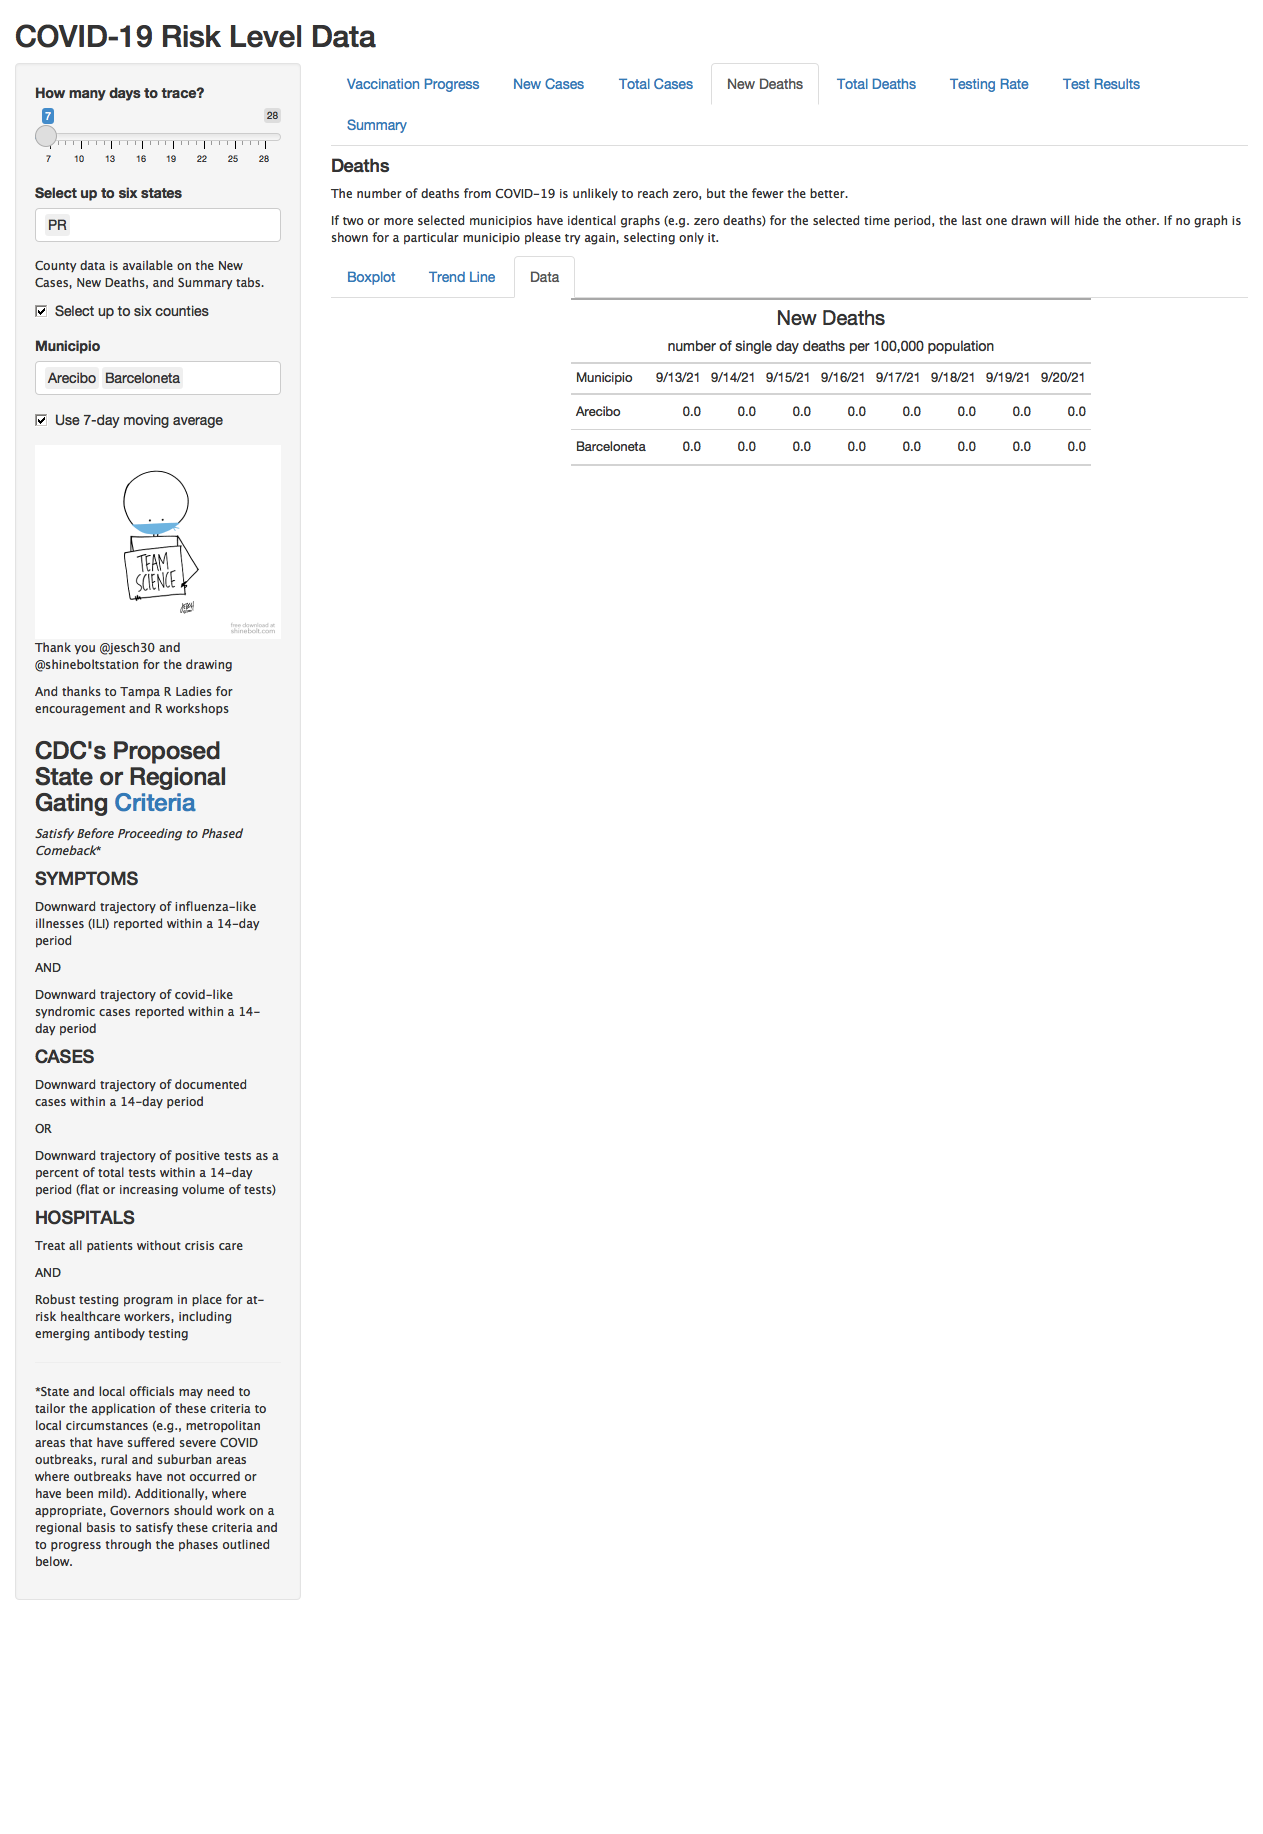 COVID-19 Risk Level Data
How many days to trace?
7 28
7 10 13 16 19 22 25 28
Select up to six states
PR
County data is available on the New
Cases, New Deaths, and Summary tabs.
Select up to six counties
Municipio
Arecibo Barceloneta
Use 7-day moving average
TEAM
SCIENCE
free download at
shinebolt.com
Thank you @jesch30 and
@shineboltstation for the drawing
And thanks to Tampa R Ladies for
encouragement and R workshops
CDC's Proposed
State or Regional
Gating Criteria
Satisfy Before Proceeding to Phased
Comeback*
SYMPTOMS
Downward trajectory of influenza-like
illnesses (ILI) reported within a 14-day
period
AND
Downward trajectory of covid-like
syndromic cases reported within a 14-
day period
CASES
Downward trajectory of documented
cases within a 14-day period
OR
Downward trajectory of positive tests as a
percent of total tests within a 14-day
period (flat or increasing volume of tests)
HOSPITALS
Treat all patients without crisis care
AND
Robust testing program in place for at-
risk healthcare workers, including
emerging antibody testing
*State and local officials may need to
tailor the application of these criteria to
local circumstances (e.g., metropolitan
areas that have suffered severe COVID
outbreaks, rural and suburban areas
where outbreaks have not occurred or
have been mild). Additionally, where
appropriate, Governors should work on a
regional basis to satisfy these criteria and
to progress through the phases outlined
below.
Vaccination Progress New Cases Total Cases New Deaths Total Deaths Testing Rate Test Results
Summary
Deaths
The number of deaths from COVID-19 is unlikely to reach zero, but the fewer the better.
If two or more selected municipios have identical graphs (e.g. zero deaths) for the selected time period, the last one drawn will hide the other. If no graph is
shown for a particular municipio please try again, selecting only it.
Boxplot Trend Line Data
New Deaths
number of single day deaths per 100,000 population
Municipio 9/13/21 9/14/21 9/15/21 9/16/21 9/17/21 9/18/21 9/19/21 9/20/21
Arecibo 0.0 0.0 0.0 0.0 0.0 0.0 0.0 0.0
Barceloneta 0.0 0.0 0.0 0.0 0.0 0.0 0.0 0.0